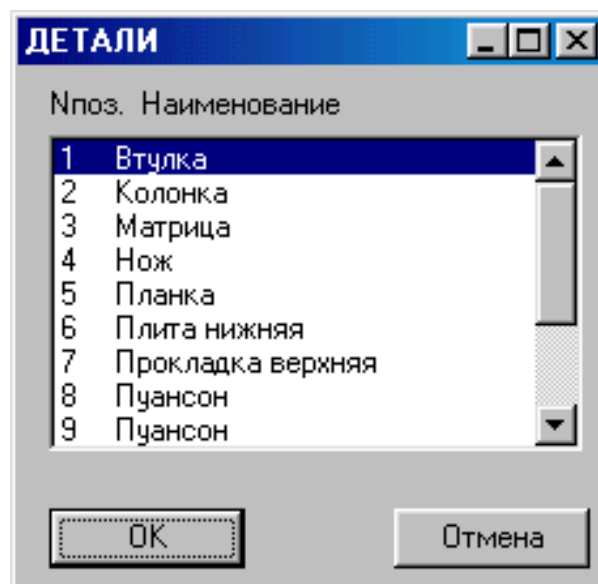 ДЕТАЛИ
Nпоз. Наименование
1 Втулка
2 Колонка
3 Матрица
4 Нож
5 Планка
6 Плита нижняя
7 Прокладка верхняя
8 Пуансон
9 Пуансон
OK Отмена